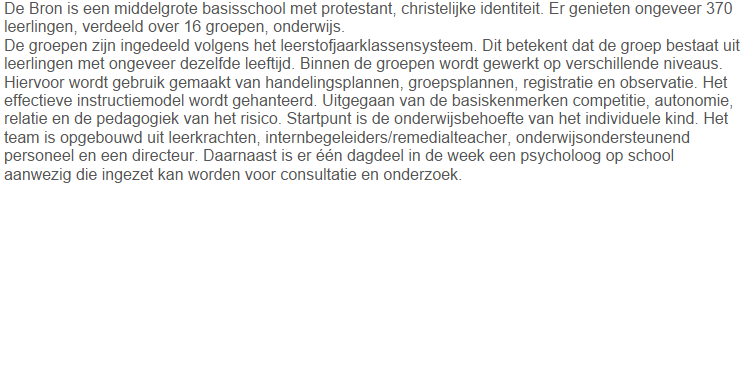 De Bron is een middelgrote basisschool met protestant, christelijke identiteit. Er genieten ongeveer 370
leerlingen, verdeeld over 16 groepen, onderwijs.
De groepen zijn ingedeeld volgens het leerstofjaarklassensysteem. Dit betekent dat de groep bestaat uit
leerlingen met ongeveer dezelfde leeftijd. Binnen de groepen wordt gewerkt op verschillende niveaus.
Hiervoor wordt gebruik gemaakt van handelingsplannen, groepsplannen, registratie en observatie. Het
effectieve instructiemodel wordt gehanteerd. Uitgegaan van de basiskenmerken competitie, autonomie,
relatie en de pedagogiek van het risico. Startpunt is de onderwijsbehoefte van het individuele kind. Het
team is opgebouwd uit leerkrachten, internbegeleiders/remedialteacher, onderwijsondersteunend
personeel en een directeur. Daarnaast is er één dagdeel in de week een psycholoog op school
aanwezig die ingezet kan worden voor consultatie en onderzoek.